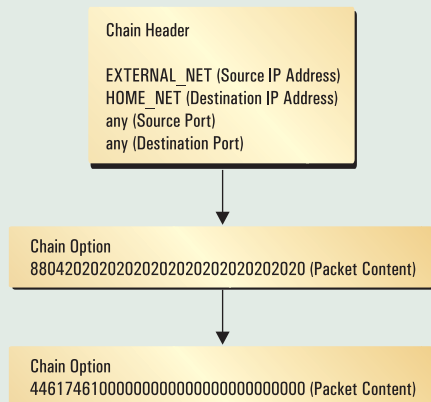 Chain Header
EXTERNAL_NET (Source IP Address)
HOME_NET (Destination IP Address)
any (Source Port)
any (Destination Port)
Chain Option
88042020202020202020202020202020 (Packet Content)
Chain Option
44617461000000000000000000000000 (Packet Content)